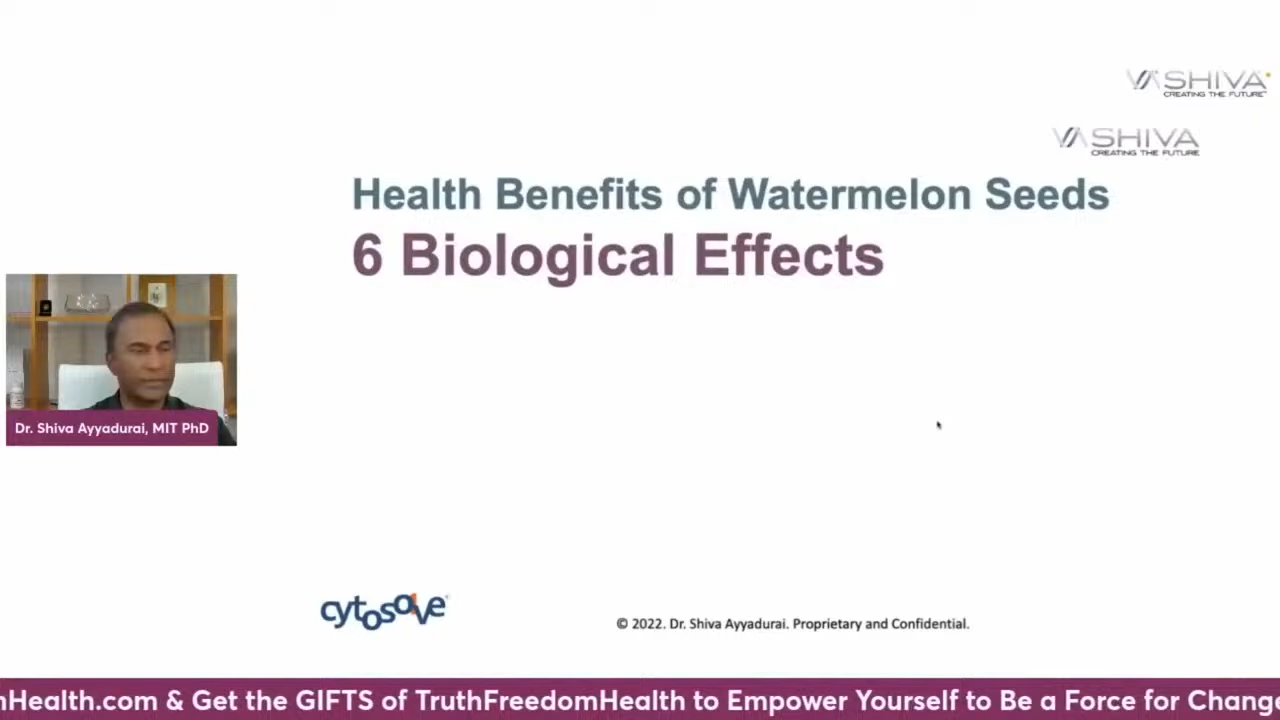 VA SHIVA
CREATING THE FUTURE
VA SHIVA
CREATING THE FUTURE
Health Benefits of Watermelon Seeds
6 Biological Effects
Dr. Shiva Ayyadurai, MIT PhD
cytosolve
© 2022. Dr. Shiva Ayyadurai. Proprietary and Confidential.
nHealth.com & Get the GIFTS of TruthFreedomHealth to Empower Yourself to Be a Force for Change